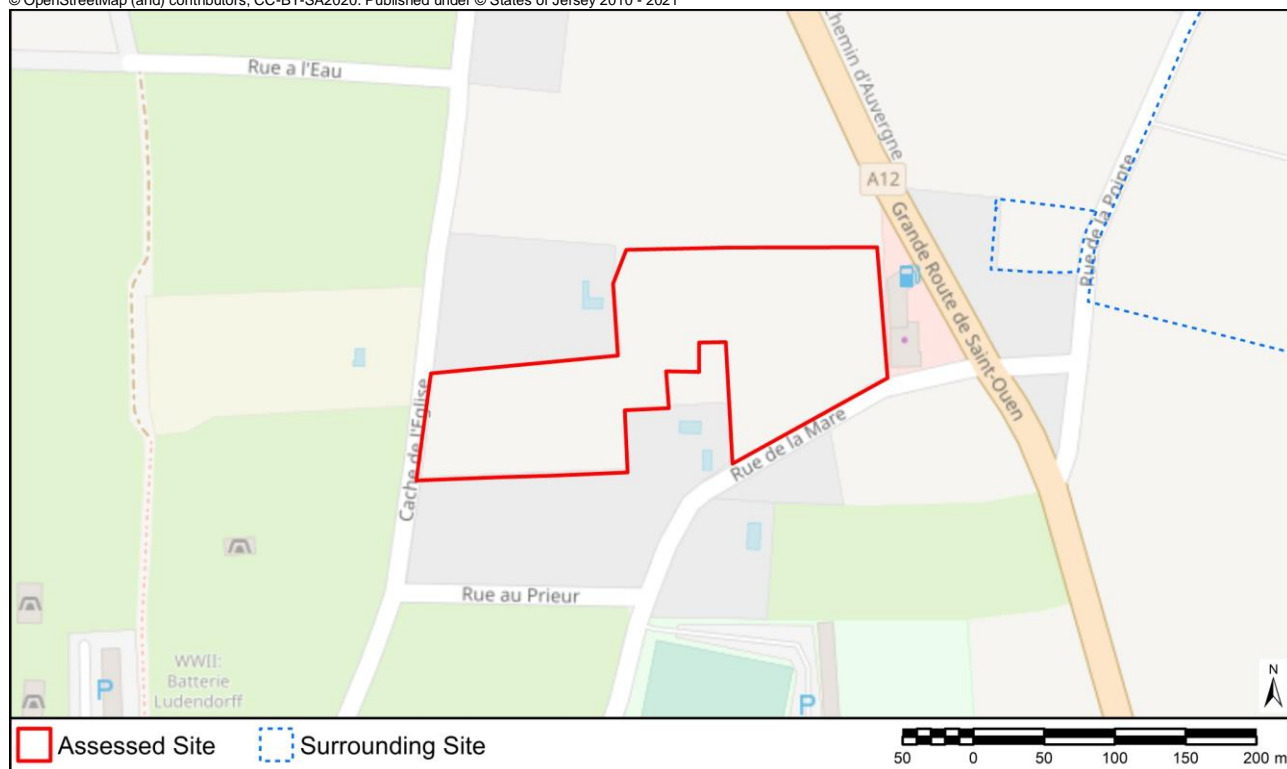 © OpenStreetMap (and) contributors, CC-BY-SA2020. Published under © States of Jersey 2010 - 2021
Rue a l'Eau
Chemin d'Auvergne
A12
Grande Route de Saint-Ouen
Rue de la Pointe
Cache de l'Eglise
Rue de la Mare
Rue au Prieur
WWII:
Batterie
Ludendorff
P
P
N
Assessed Site
Surrounding Site
50 0 50 100 150 200 m